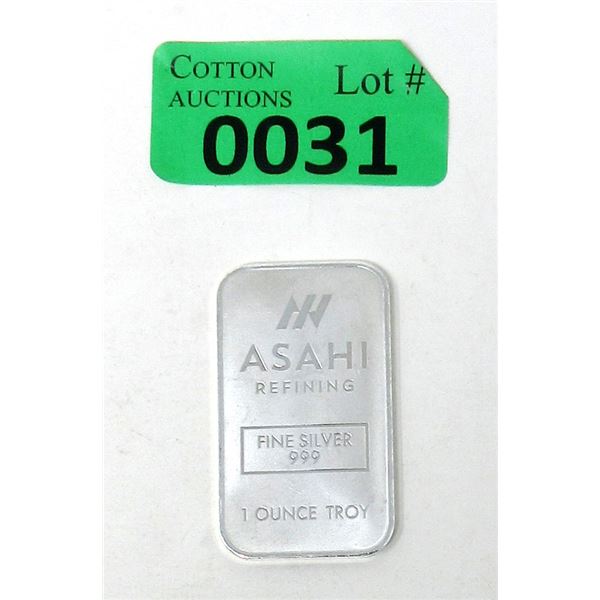 COTTON
AUCTIONS
Lot #
0031
ASAHI
REFINING
FINE SILVER
999
1 OUNCE TROY